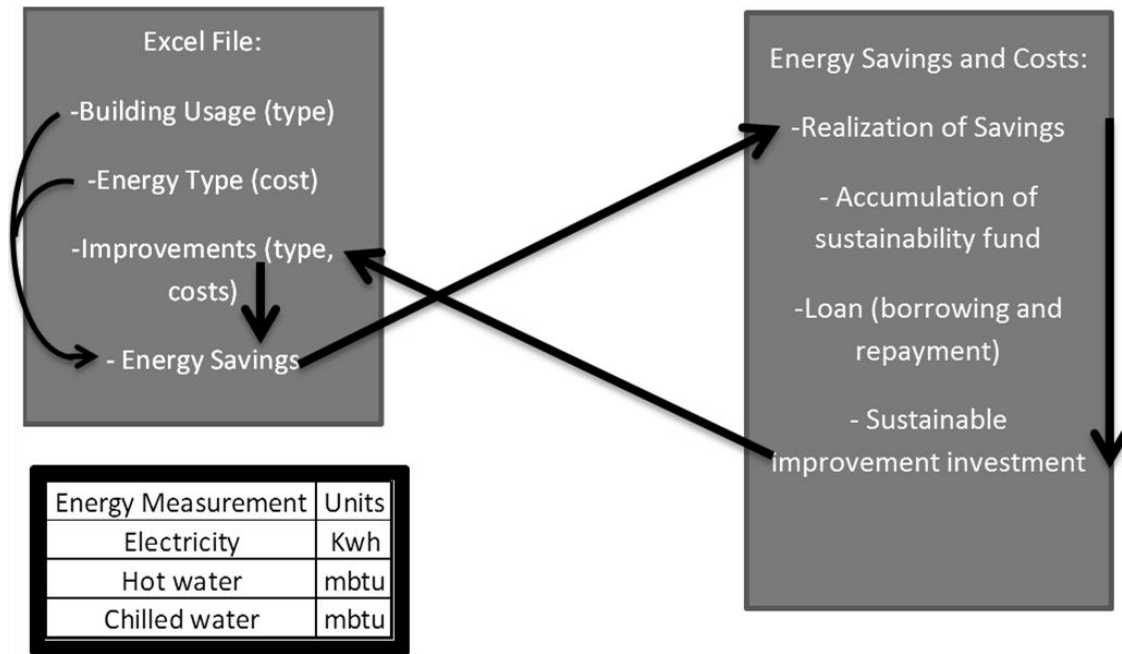 Excel File:
-Building Usage (type)
-Energy Type (cost)
-Improvements (type,
costs)
- Energy Savings
Energy Savings and Costs:
-Realization of Savings
- Accumulation of
sustainability fund
-Loan (borrowing and
repayment)
- Sustainable
improvement investment
Energy Measurement Units
Electricity Kwh
Hot water mbtu
Chilled water mbtu